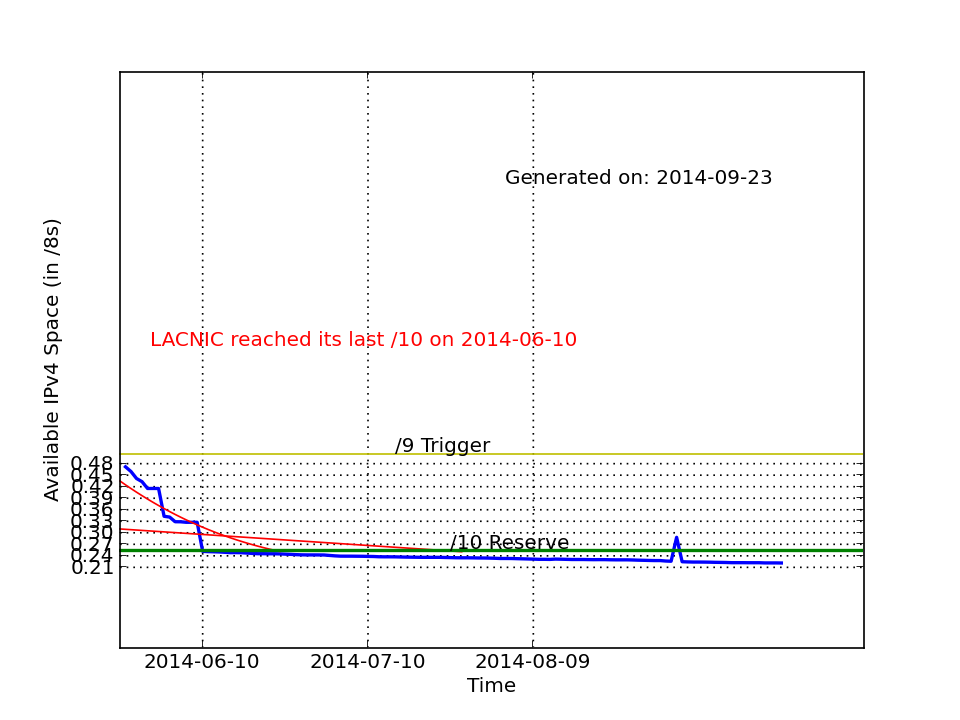 Generated on: 2014-09-23
LACNIC reached its last /10 on 2014-06-10
Available IPv4 Space (in /8s)
/9 Trigger
0.48
0.45
0.42
0.39
0.36
0.33
0.30
0.27
0.24
0.21
/10 Reserve
2014-06-10
2014-07-10
2014-08-09
Time